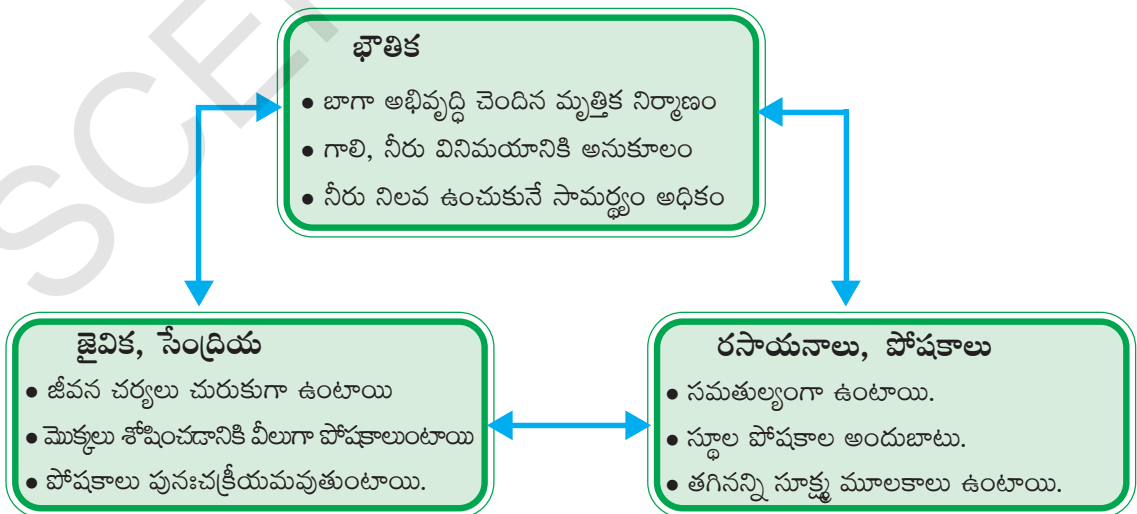 భౌతిక
● బాగా అభివృద్ధి చెందిన మృత్తిక నిర్మాణం
● గాలి, నీరు వినిమయానికి అనుకూలం
● నీరు నిలవ ఉంచుకునే సామర్థ్యం అధికం
జైవిక, సేంద్రియ
● జీవన చర్యలు చురుకుగా ఉంటాయి
● మొక్కలు శోషించడానికి వీలుగా పోషకాలుంటాయి
● పోషకాలు పునఃచక్రీయమవుతుంటాయి.
రసాయనాలు, పోషకాలు
● సమతుల్యంగా ఉంటాయి.
● స్థూల పోషకాల అందుబాటు.
● తగినన్ని సూక్ష్మ మూలకాలు ఉంటాయి.